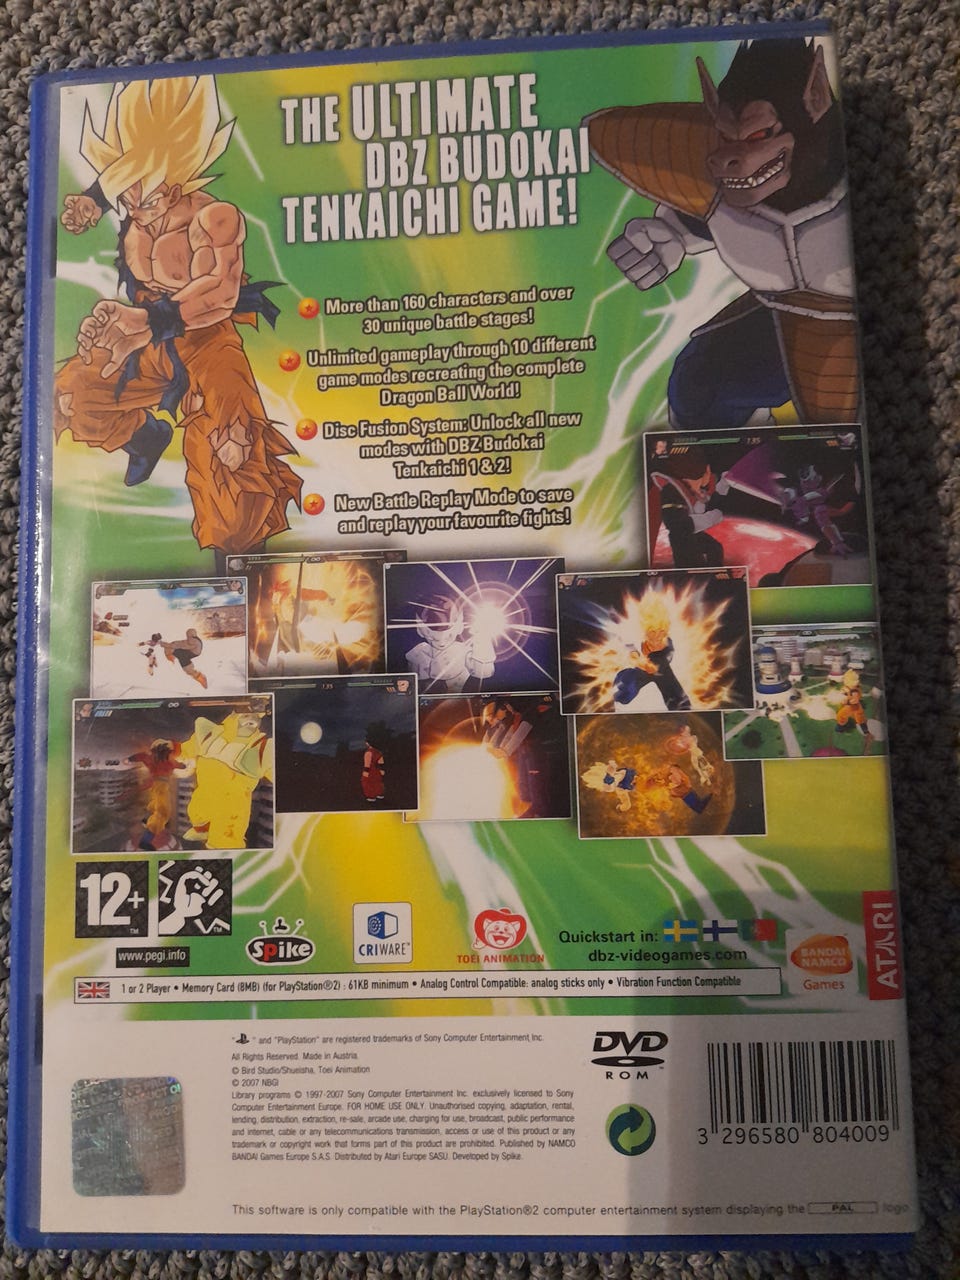 THE ULTIMATE
DBZ BUDOKAI
TENKAICHI GAME!
More than 160 characters and over
30 unique battle stages!
Unlimited gameplay through 10 different
game modes recreating the complete
Dragon Ball World!
Disc Fusion System: Unlock all new
modes with DBZ Budokai
Tenkaichi 1 & 2!
New Battle Replay Mode to save
and replay your favourite fights!
12+
www.pegi.info
Spike
CRIWARE
TOEI ANIMATION
Quickstart in:
dbz-videogames.com
BANDAI
NAMCO
Games
ATARI
1 or 2 Player • Memory Card (8MB) (for PlayStation®2) : 61KB minimum • Analog Control Compatible: analog sticks only • Vibration Function Compatible
" " and "PlayStation" are registered trademarks of Sony Computer Entertainment Inc.
All Rights Reserved. Made in Austria.
© Bird Studio/Shueisha, Toei Animation
© 2007 NBGI
Library programs © 1997-2007 Sony Computer Entertainment Inc. exclusively licensed to Sony
Computer Entertainment Europe. FOR HOME USE ONLY. Unauthorised copying, adaptation, rental,
lending, distribution, extraction, re-sale, arcade use, charging for use, broadcast, public performance
and internet, cable or any telecommunications transmission, access or use of this product or any
trademark or copyright work that forms part of this product are prohibited. Published by NAMCO
BANDAI Games Europe S.A.S. Distributed by Atari Europe SASU. Developed by Spike.
DVD
ROM
3 296580 804009
This software is only compatible with the PlayStation®2 computer entertainment system displaying the PAL logo